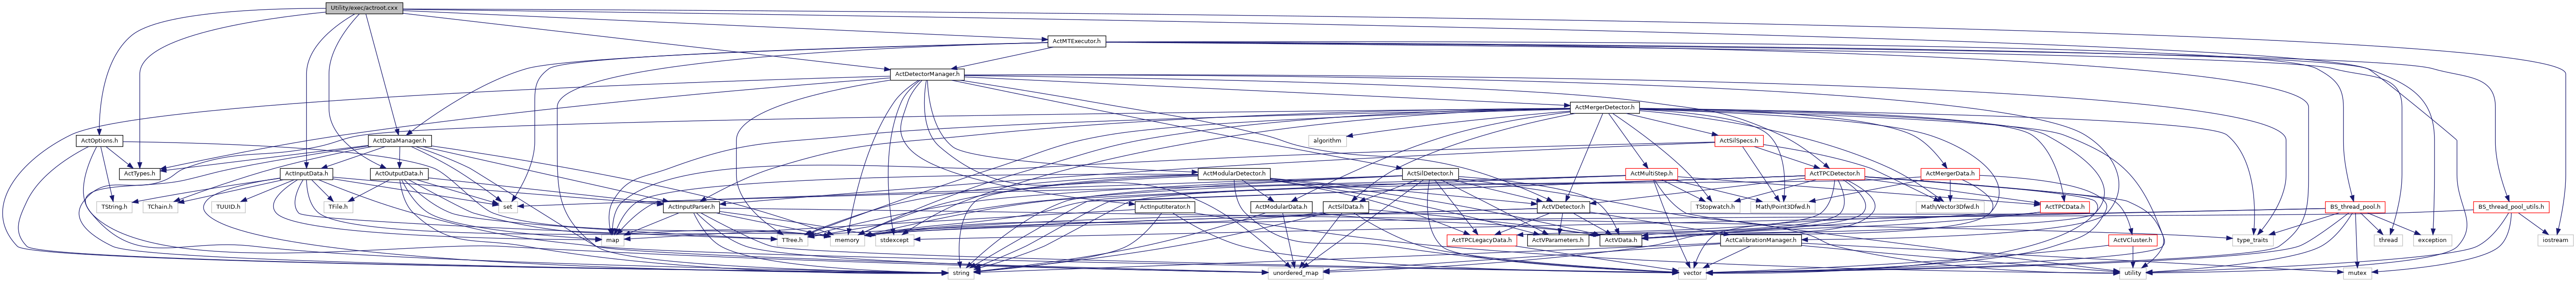 Utility/exec/actroot.cxx
ActMTExecutor.h
ActDetectorManager.h
ActMergerDetector.h
ActOptions.h
ActDataManager.h
algorithm
ActSilSpecs.h
ActTypes.h
ActInputData.h
ActOutputData.h
ActModularDetector.h
ActSilDetector.h
ActMultiStep.h
ActTPCDetector.h
ActMergerData.h
TString.h
TChain.h
TUUID.h
TFile.h
set
ActInputParser.h
ActInputIterator.h
ActModularData.h
ActSilData.h
ActVDetector.h
TStopwatch.h
Math/Point3Dfwd.h
Math/Vector3Dfwd.h
ActTPCData.h
BS_thread_pool.h
BS_thread_pool_utils.h
map
TTree.h
memory
stdexcept
ActTPCLegacyData.h
ActVParameters.h
ActVData.h
ActCalibrationManager.h
ActVCluster.h
type_traits
thread
exception
iostream
string
unordered_map
vector
utility
mutex